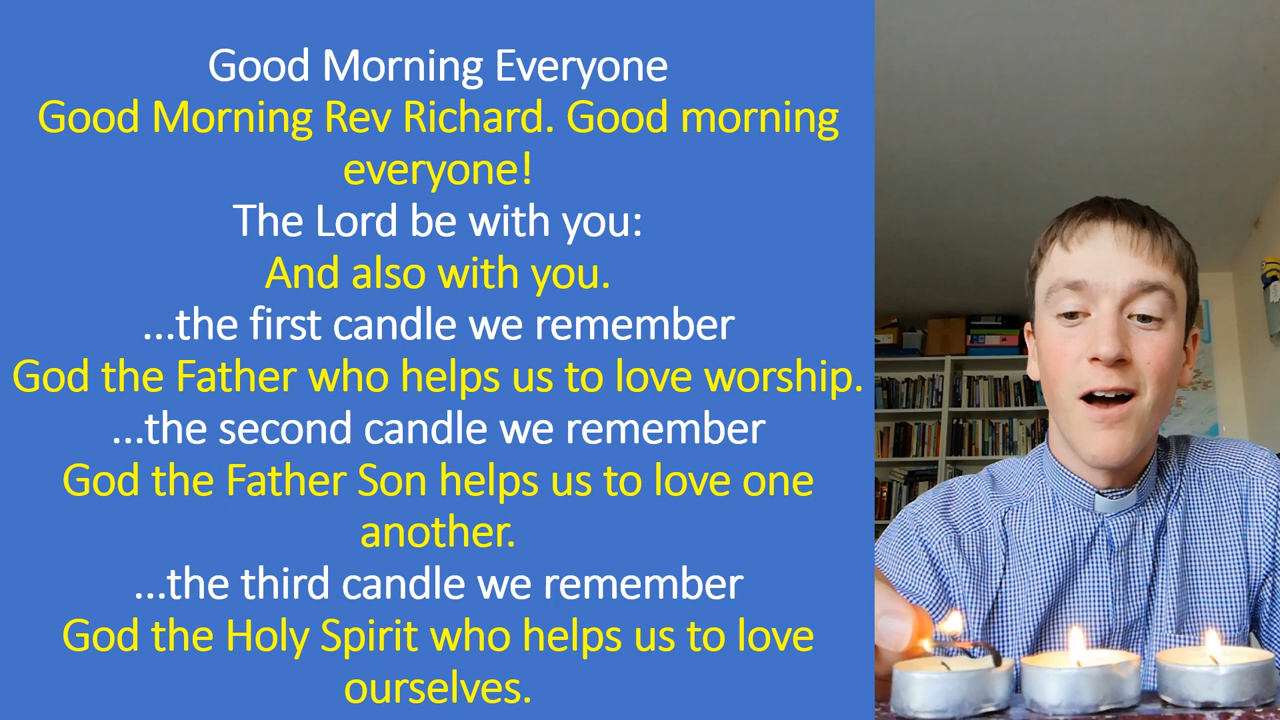 Good Morning Everyone
Good Morning Rev Richard. Good morning
everyone!
The Lord be with you:
And also with you.
...the first candle we remember
God the Father who helps us to love worship.
...the second candle we remember
God the Father Son helps us to love one
another.
...the third candle we remember
God the Holy Spirit who helps us to love
ourselves.